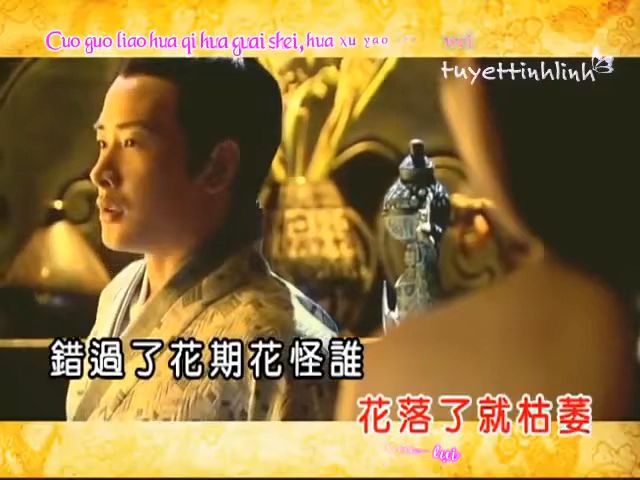 Cuo guo liao hua qi hua guai shei, hua xu yao
tuyettinhlinh
錯過了花期花怪誰
花落了就枯萎
lụi